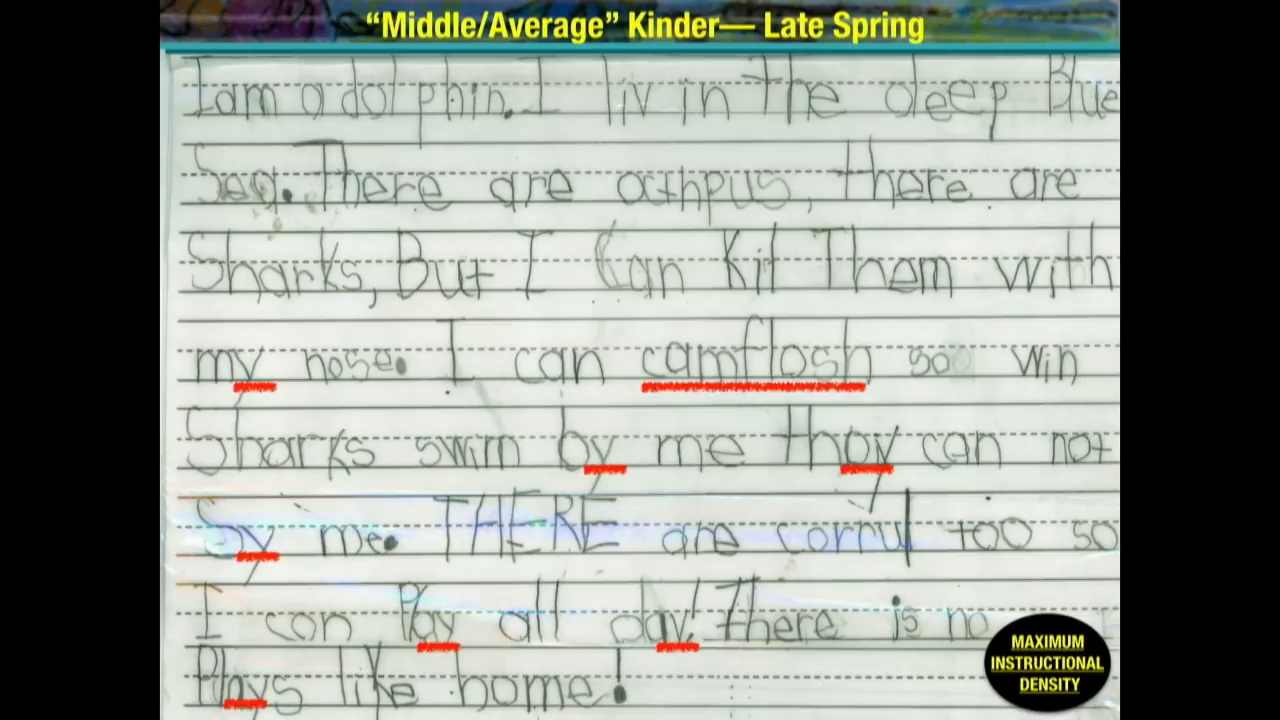 “Middle/Average” Kinder— Late Spring
I am a dolphin. I liv in the deep Blue
Sea. There are octhpus, there are
Sharks, But I Can Kil Them with
my nose. I can camflosh so win
Sharks swim by me thay can not
Sy me. THERE are corrul too so
I can Play all day! There is no
Plays like home!
MAXIMUM
INSTRUCTIONAL
DENSITY